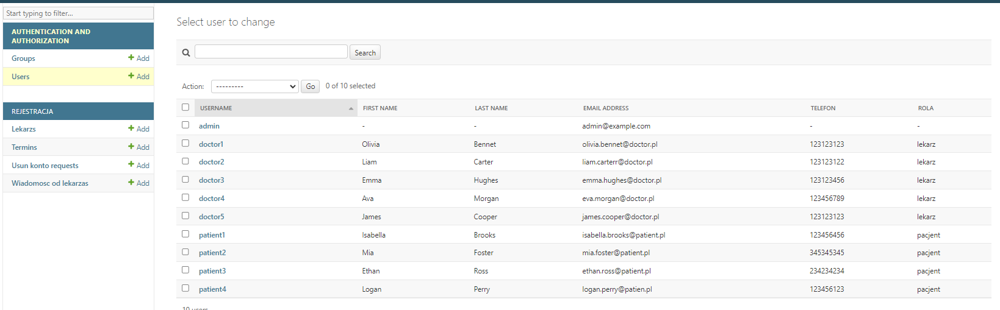 Start typing to filter...
AUTHENTICATION AND
AUTHORIZATION
Groups + Add
Users + Add
REJESTRACJA
Lekarzs + Add
Termins + Add
Usun konto requests + Add
Wiadomosc od lekarzas + Add
Select user to change
Search
Action: --------- Go 0 of 10 selected
USERNAME FIRST NAME LAST NAME EMAIL ADDRESS TELEFON ROLA
admin - - admin@example.com - -
doctor1 Olivia Bennet olivia.bennet@doctor.pl 123123123 lekarz
doctor2 Liam Carter liam.carterr@doctor.pl 123123122 lekarz
doctor3 Emma Hughes emma.hughes@doctor.pl 123123456 lekarz
doctor4 Ava Morgan eva.morgan@doctor.pl 123456789 lekarz
doctor5 James Cooper james.cooper@doctor.pl 123123123 lekarz
patient1 Isabella Brooks isabella.brooks@patient.pl 123456456 pacjent
patient2 Mia Foster mia.foster@patient.pl 345345345 pacjent
patient3 Ethan Ross ethan.ross@patient.pl 234234234 pacjent
patient4 Logan Perry logan.perry@patien.pl 123456123 pacjent
10 users